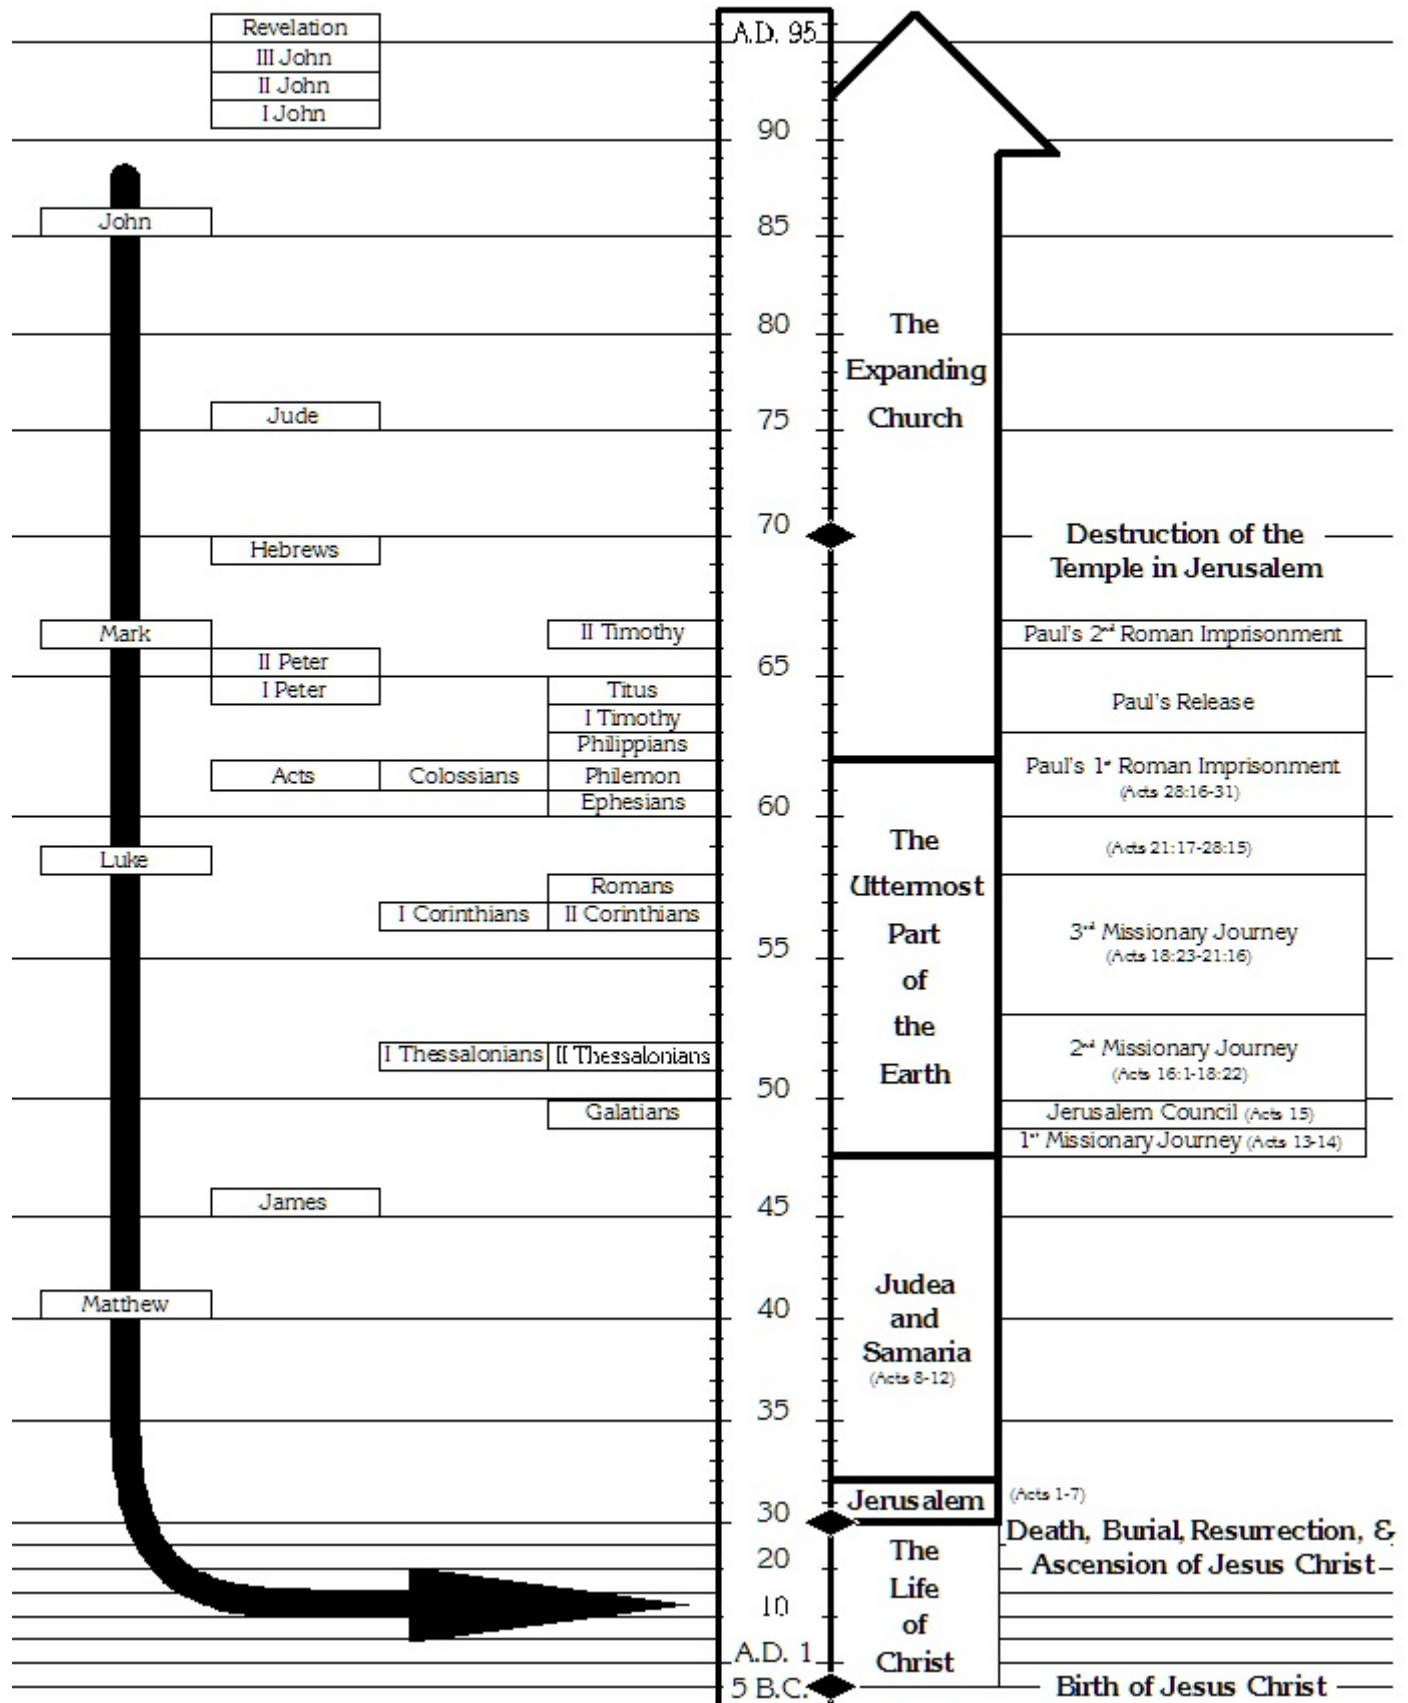 Revelation
III John
II John
I John
John
Jude
Hebrews
Mark
II Timothy
II Peter
I Peter
Titus
I Timothy
Philippians
Acts
Colossians
Philemon
Ephesians
Luke
Romans
I Corinthians
II Corinthians
I Thessalonians
II Thessalonians
Galatians
James
Matthew
A.D. 95
90
85
80
75
70
65
60
55
50
45
40
35
30
20
10
A.D. 1
5 B.C.
The
Expanding
Church
The
Uttermost
Part
of
the
Earth
Judea
and
Samaria
(Acts 8-12)
Jerusalem
The
Life
of
Christ
Destruction of the
Temple in Jerusalem
Paul's 2nd Roman Imprisonment
Paul's Release
Paul's 1st Roman Imprisonment
(Acts 28:16-31)
(Acts 21:17-28:15)
3rd Missionary Journey
(Acts 18:23-21:16)
2nd Missionary Journey
(Acts 16:1-18:22)
Jerusalem Council (Acts 15)
1st Missionary Journey (Acts 13-14)
(Acts 1-7)
Death, Burial, Resurrection, &
Ascension of Jesus Christ
Birth of Jesus Christ